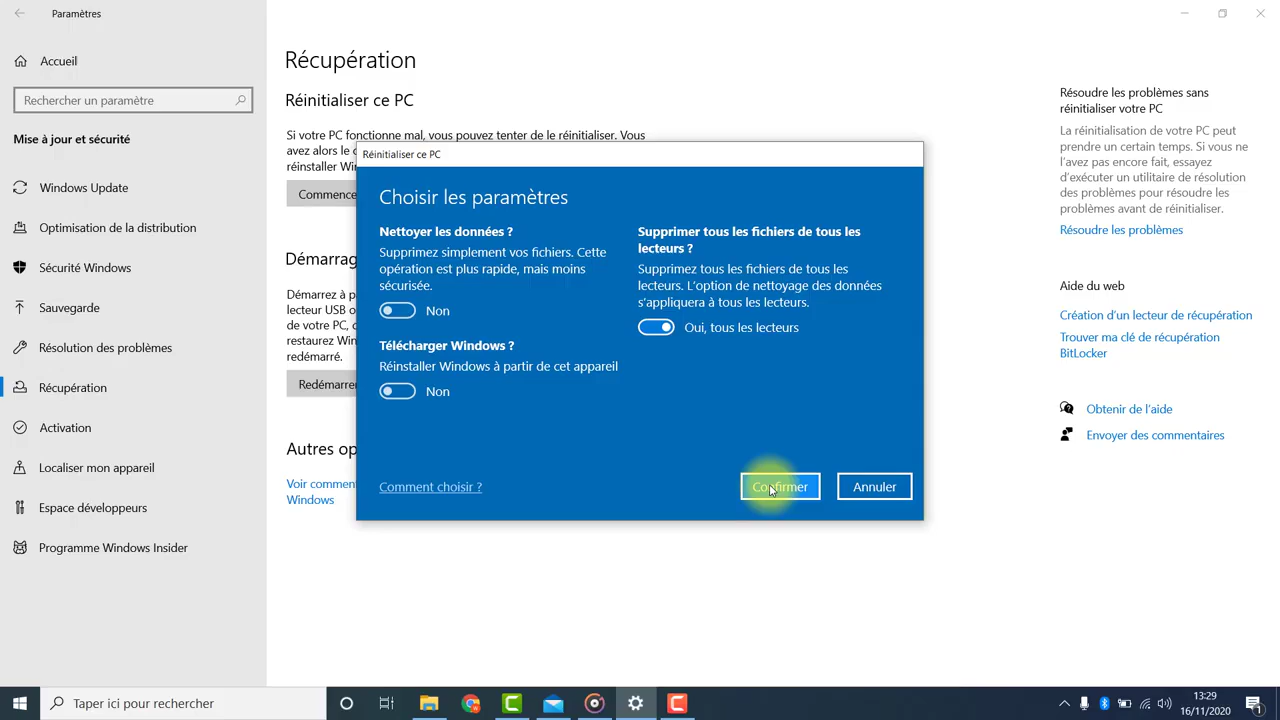 Paramètres
Accueil
Rechercher un paramètre
Mise à jour et sécurité
Windows Update
Optimisation de la distribution
Sécurité Windows
Sauvegarde
Résolution des problèmes
Récupération
Activation
Localiser mon appareil
Espace développeurs
Programme Windows Insider
Récupération
Réinitialiser ce PC
Si votre PC fonctionne mal, vous pouvez tenter de le réinitialiser. Vous
avez alors le
réinstaller
Démarrez à
lecteur USB
de votre PC,
restaurez
redémarré.
Autres
Windows
Réinitialiser ce PC
Choisir les paramètres
Nettoyer les données ?
Supprimez simplement vos fichiers. Cette
opération est plus rapide, mais moins
sécurisée.
Non
Télécharger Windows ?
Réinstaller Windows à partir de cet appareil
Non
Supprimer tous les fichiers de tous les
lecteurs ?
Supprimez tous les fichiers de tous les
lecteurs. L'option de nettoyage des données
s'appliquera à tous les lecteurs.
Oui, tous les lecteurs
Comment choisir ?
Confirmer
Annuler
Résoudre les problèmes sans
réinitialiser votre PC
La réinitialisation de votre PC peut
prendre un certain temps. Si vous ne
l'avez pas encore fait, essayez
d'exécuter un utilitaire de résolution
des problèmes pour résoudre les
problèmes avant de réinitialiser.
Résoudre les problèmes
Aide du web
Création d'un lecteur de récupération
Trouver ma clé de récupération
BitLocker
Obtenir de l'aide
Envoyer des commentaires
Taper ici pour rechercher
13:29
16/11/2020
1